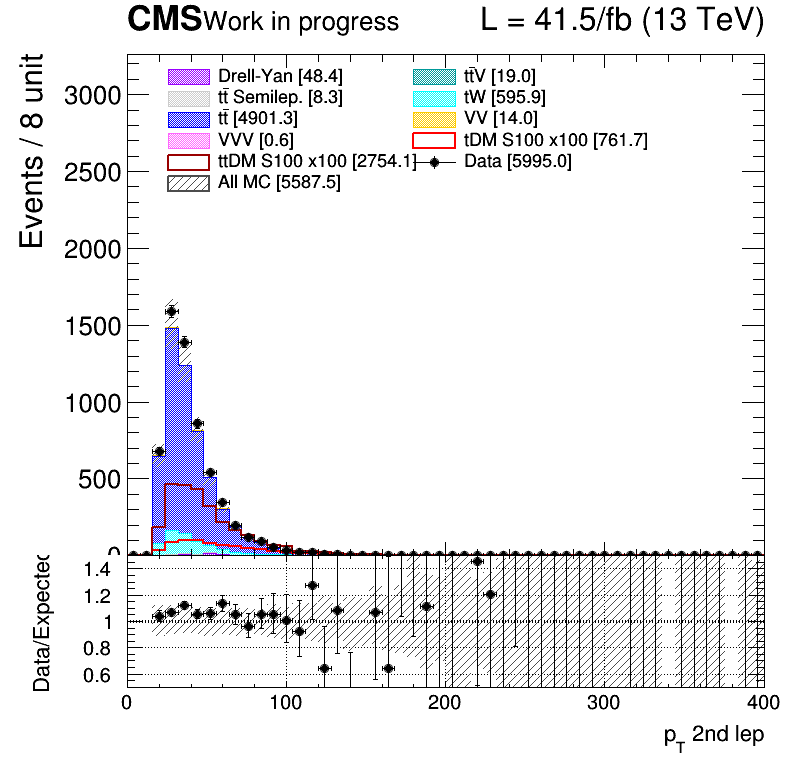 CMS Work in progress L = 41.5/fb (13 TeV)
Events / 8 unit
3000
2500
2000
1500
1000
500
0
Drell-Yan [48.4]
tt̄V [19.0]
tt̄ Semilep. [8.3]
tW [595.9]
tt̄ [4901.3]
VV [14.0]
VVV [0.6]
tDM S100 x100 [761.7]
ttDM S100 x100 [2754.1]
Data [5995.0]
All MC [5587.5]
Data/Expected
1.4
1.2
1
0.8
0.6
0 100 200 300 400
p_T 2nd lep